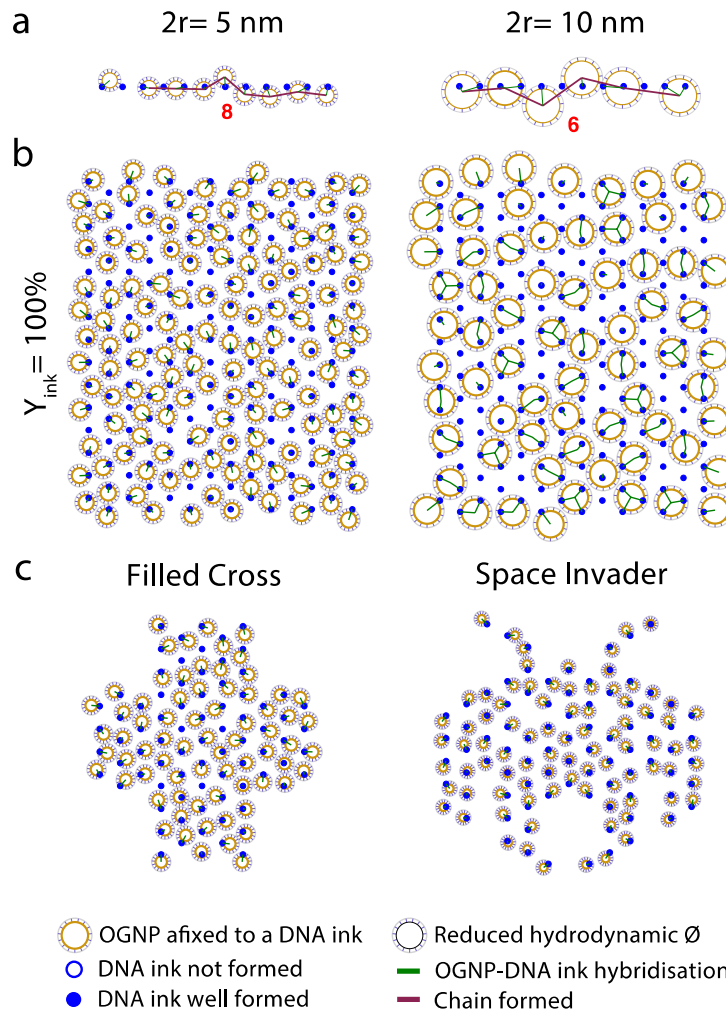 a
2r= 5 nm
2r= 10 nm
8
6
b
Y ink = 100%
c
Filled Cross
Space Invader
OGNP afixed to a DNA ink
Reduced hydrodynamic Ø
DNA ink not formed
OGNP-DNA ink hybridisation
DNA ink well formed
Chain formed